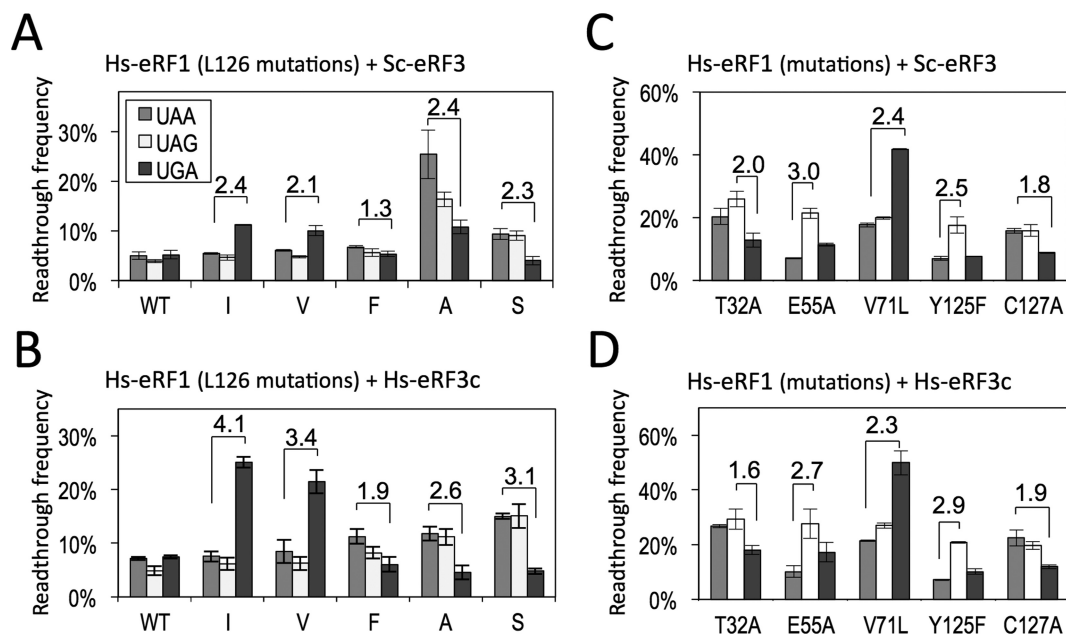 A
Hs-eRF1 (L126 mutations) + Sc-eRF3
Readthrough frequency
30%
20%
10%
0%
UAA
UAG
UGA
2.4
2.1
1.3
2.4
2.3
WT I V F A S
B
Hs-eRF1 (L126 mutations) + Hs-eRF3c
Readthrough frequency
30%
20%
10%
0%
4.1
3.4
1.9
2.6
3.1
WT I V F A S
C
Hs-eRF1 (mutations) + Sc-eRF3
Readthrough frequency
60%
40%
20%
0%
2.0
3.0
2.4
2.5
1.8
T32A E55A V71L Y125F C127A
D
Hs-eRF1 (mutations) + Hs-eRF3c
Readthrough frequency
60%
40%
20%
0%
1.6
2.7
2.3
2.9
1.9
T32A E55A V71L Y125F C127A